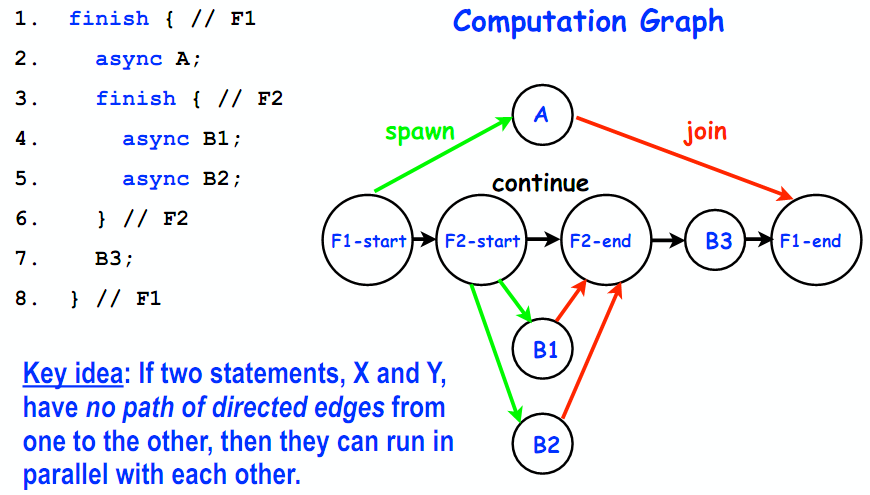 Computation Graph
1. finish { // F1
2. async A;
3. finish { // F2
4. async B1;
5. async B2;
6. } // F2
7. B3;
8. } // F1
spawn
A
join
continue
F1-start
F2-start
F2-end
B3
F1-end
B1
B2
Key idea: If two statements, X and Y,
have no path of directed edges from
one to the other, then they can run in
parallel with each other.